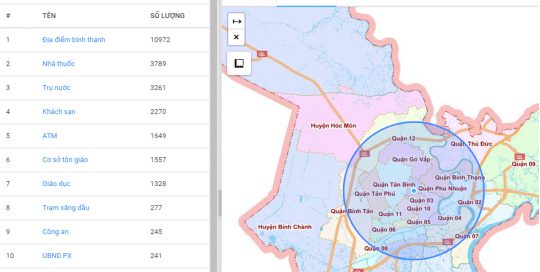 # TÊN SỐ LƯỢNG
1 Địa điểm bình thạnh 10972
2 Nhà thuốc 3789
3 Trụ nước 3261
4 Khách sạn 2270
5 ATM 1649
6 Cơ sở tôn giáo 1557
7 Giáo dục 1328
8 Trạm xăng dầu 277
9 Công an 245
10 UBND PX 241
QL
Huyện Hóc Môn
Quận 12
QL
Quận Thủ Đức
QL
Quận Gò Vấp
Quận 09
Quận Bình Thạnh
Quận Tân Bình
Quận Phú Nhuận
Quận Tân Phú
Quận 03
Quận 02
Quận 10
Quận Bình Tân
Quận 11
Quận 04
Quận 05
Quận 06
Huyện Bình Chánh
Quận 07
Quận 08